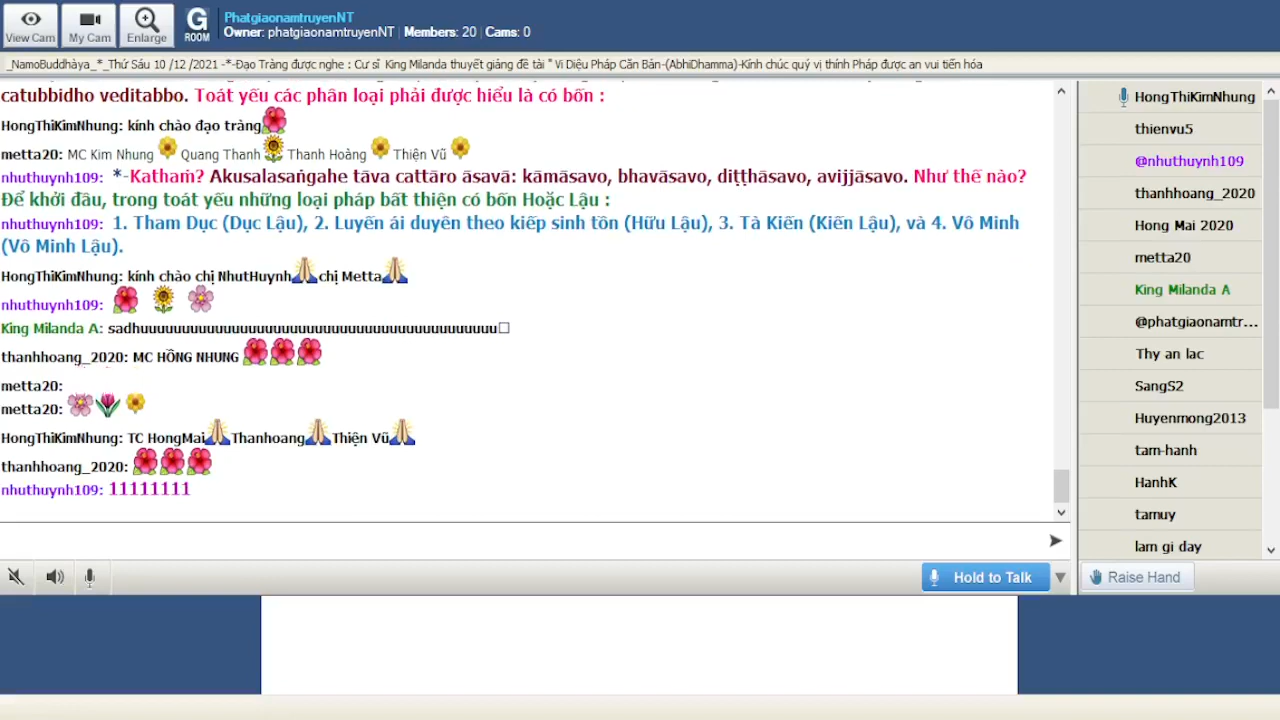 View Cam
My Cam
Enlarge
G
ROOM
PhatgiaonamtruyenNT
Owner: phatgiaonamtruyenNT | Members: 20 | Cams: 0
_NamoBuddhàya_*_Thứ Sáu 10 /12 /2021 -*-Đạo Tràng được nghe : Cư sĩ King Milanda thuyết giảng đề tài " Vi Diệu Pháp Căn Bản-(AbhiDhamma)-Kính chúc quý vị thính Pháp được an vui tiến hóa
catubbidho veditabbo. Toát yếu các phân loại phải được hiểu là có bốn :
HongThiKimNhung: kính chào đạo tràng
metta20: MC Kim Nhung Quang Thanh Thanh Hoàng Thiện Vũ
nhuthuynh109: *-Kathaṁ? Akusalasaṅgahe tāva cattāro āsavā: kāmāsavo, bhavāsavo, diṭṭhāsavo, avijjāsavo. Như thế nào?
Để khởi đầu, trong toát yếu những loại pháp bất thiện có bốn Hoặc Lậu :
nhuthuynh109: 1. Tham Dục (Dục Lậu), 2. Luyến ái duyên theo kiếp sinh tồn (Hữu Lậu), 3. Tà Kiến (Kiến Lậu), và 4. Vô Minh
(Vô Minh Lậu).
HongThiKimNhung: kính chào chị NhutHuynh chị Metta
nhuthuynh109:
King Milanda A: sadhuuuuuuuuuuuuuuuuuuuuuuuuuuuuuuuuuuuuuuuuuuu
thanhhoang_2020: MC HỒNG NHUNG
metta20:
metta20:
HongThiKimNhung: TC HongMai Thanhoang Thiện Vũ
thanhhoang_2020:
nhuthuynh109: 11111111
Hold to Talk
HongThiKimNhung
thienvu5
@nhuthuynh109
thanhhoang_2020
Hong Mai 2020
metta20
King Milanda A
@phatgiaonamtr...
Thy an lac
SangS2
Huyenmong2013
tam-hanh
HanhK
tamuy
lam gi day
Raise Hand